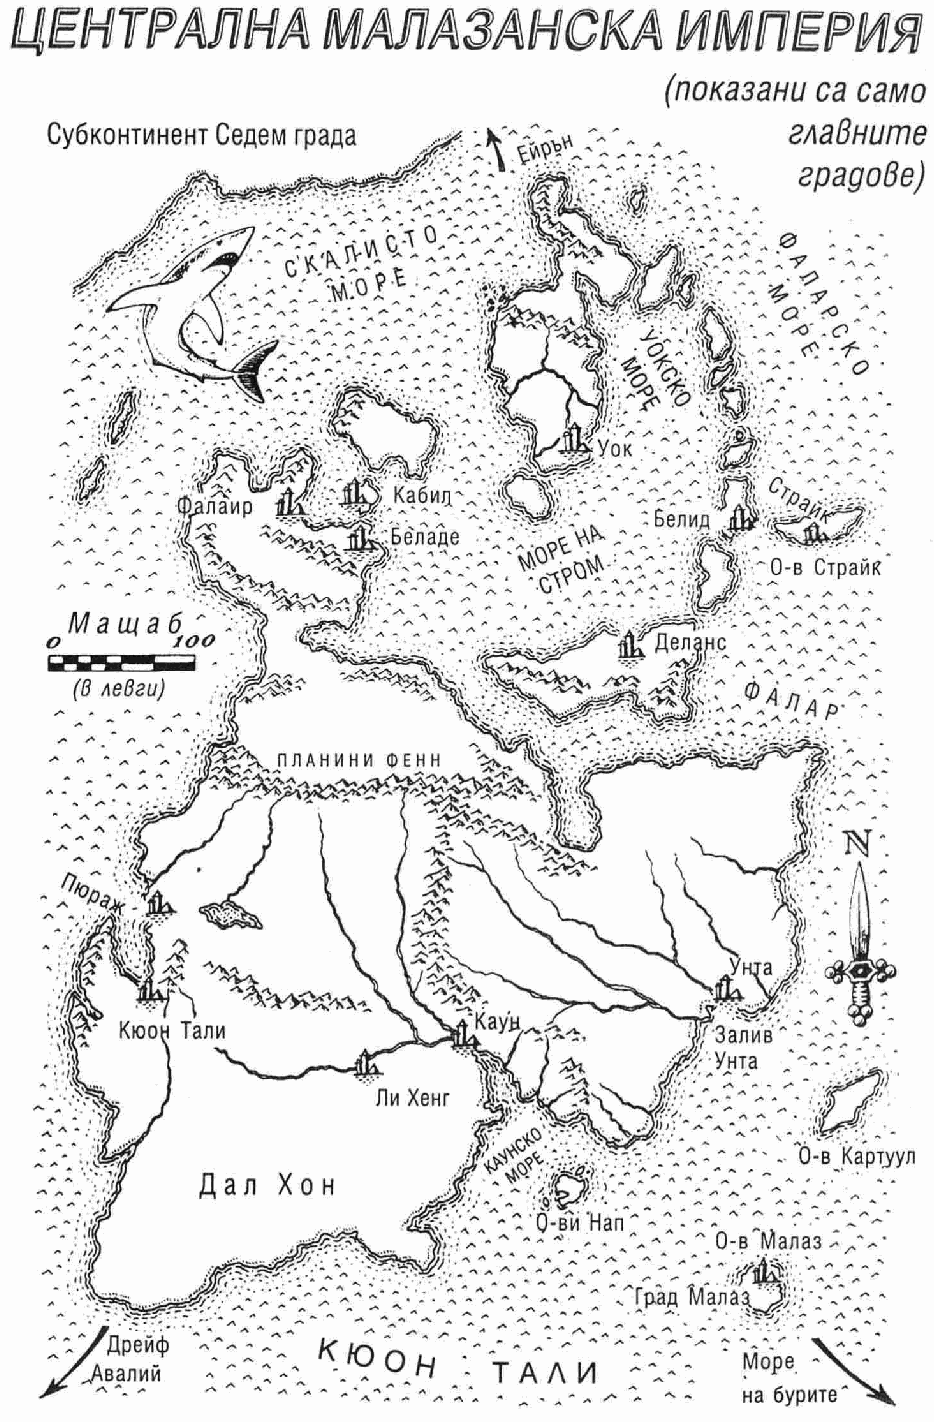 ЦЕНТРАЛНА МАЛАЗАНСКА ИМПЕРИЯ
(показани са само
главните
градове)
Субконтинент Седем града
Ейрън
СКАЛИСТО
МОРЕ
ФАЛАРСКО
МОРЕ
УОКСКО
МОРЕ
Уок
Фалаир
Кабил
Беладе
Белид
Страйк
О-в Страйк
МОРЕ НА
СТРОМ
Мащаб
0 100
(в левги)
Деланс
ФАЛАР
ПЛАНИНИ ФЕНН
N
Пюраж
Унта
Кюон Тали
Каун
Залив
Унта
Ли Хенг
КАУНСКО
МОРЕ
О-в Картуул
Дал Хон
О-ви Нап
О-в Малаз
Град Малаз
Дрейф
Авалий
КЮОН ТАЛИ
Море
на бурите